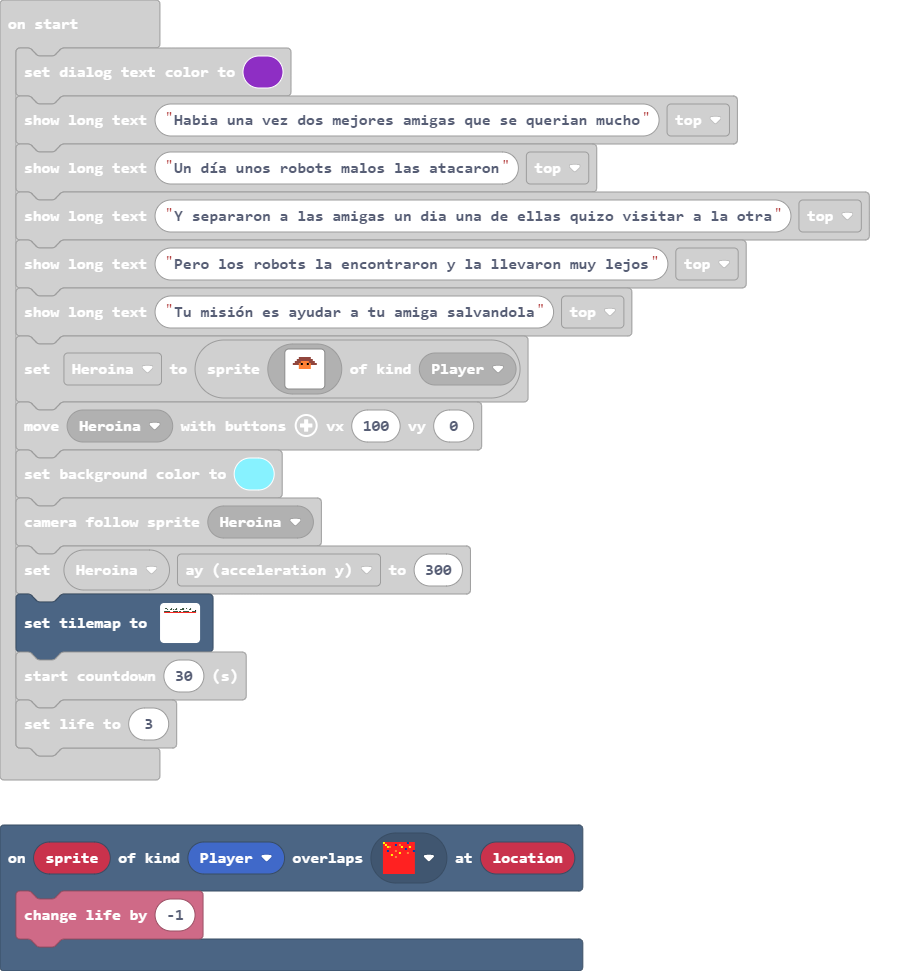 on start
set dialog text color to
show long text "Habia una vez dos mejores amigas que se querian mucho" top
show long text "Un día unos robots malos las atacaron" top
show long text "Y separaron a las amigas un dia una de ellas quizo visitar a la otra" top
show long text "Pero los robots la encontraron y la llevaron muy lejos" top
show long text "Tu misión es ayudar a tu amiga salvandola" top
set Heroina to sprite of kind Player
move Heroina with buttons vx 100 vy 0
set background color to
camera follow sprite Heroina
set Heroina ay (acceleration y) to 300
set tilemap to
start countdown 30 (s)
set life to 3
on sprite of kind Player overlaps at location
change life by -1